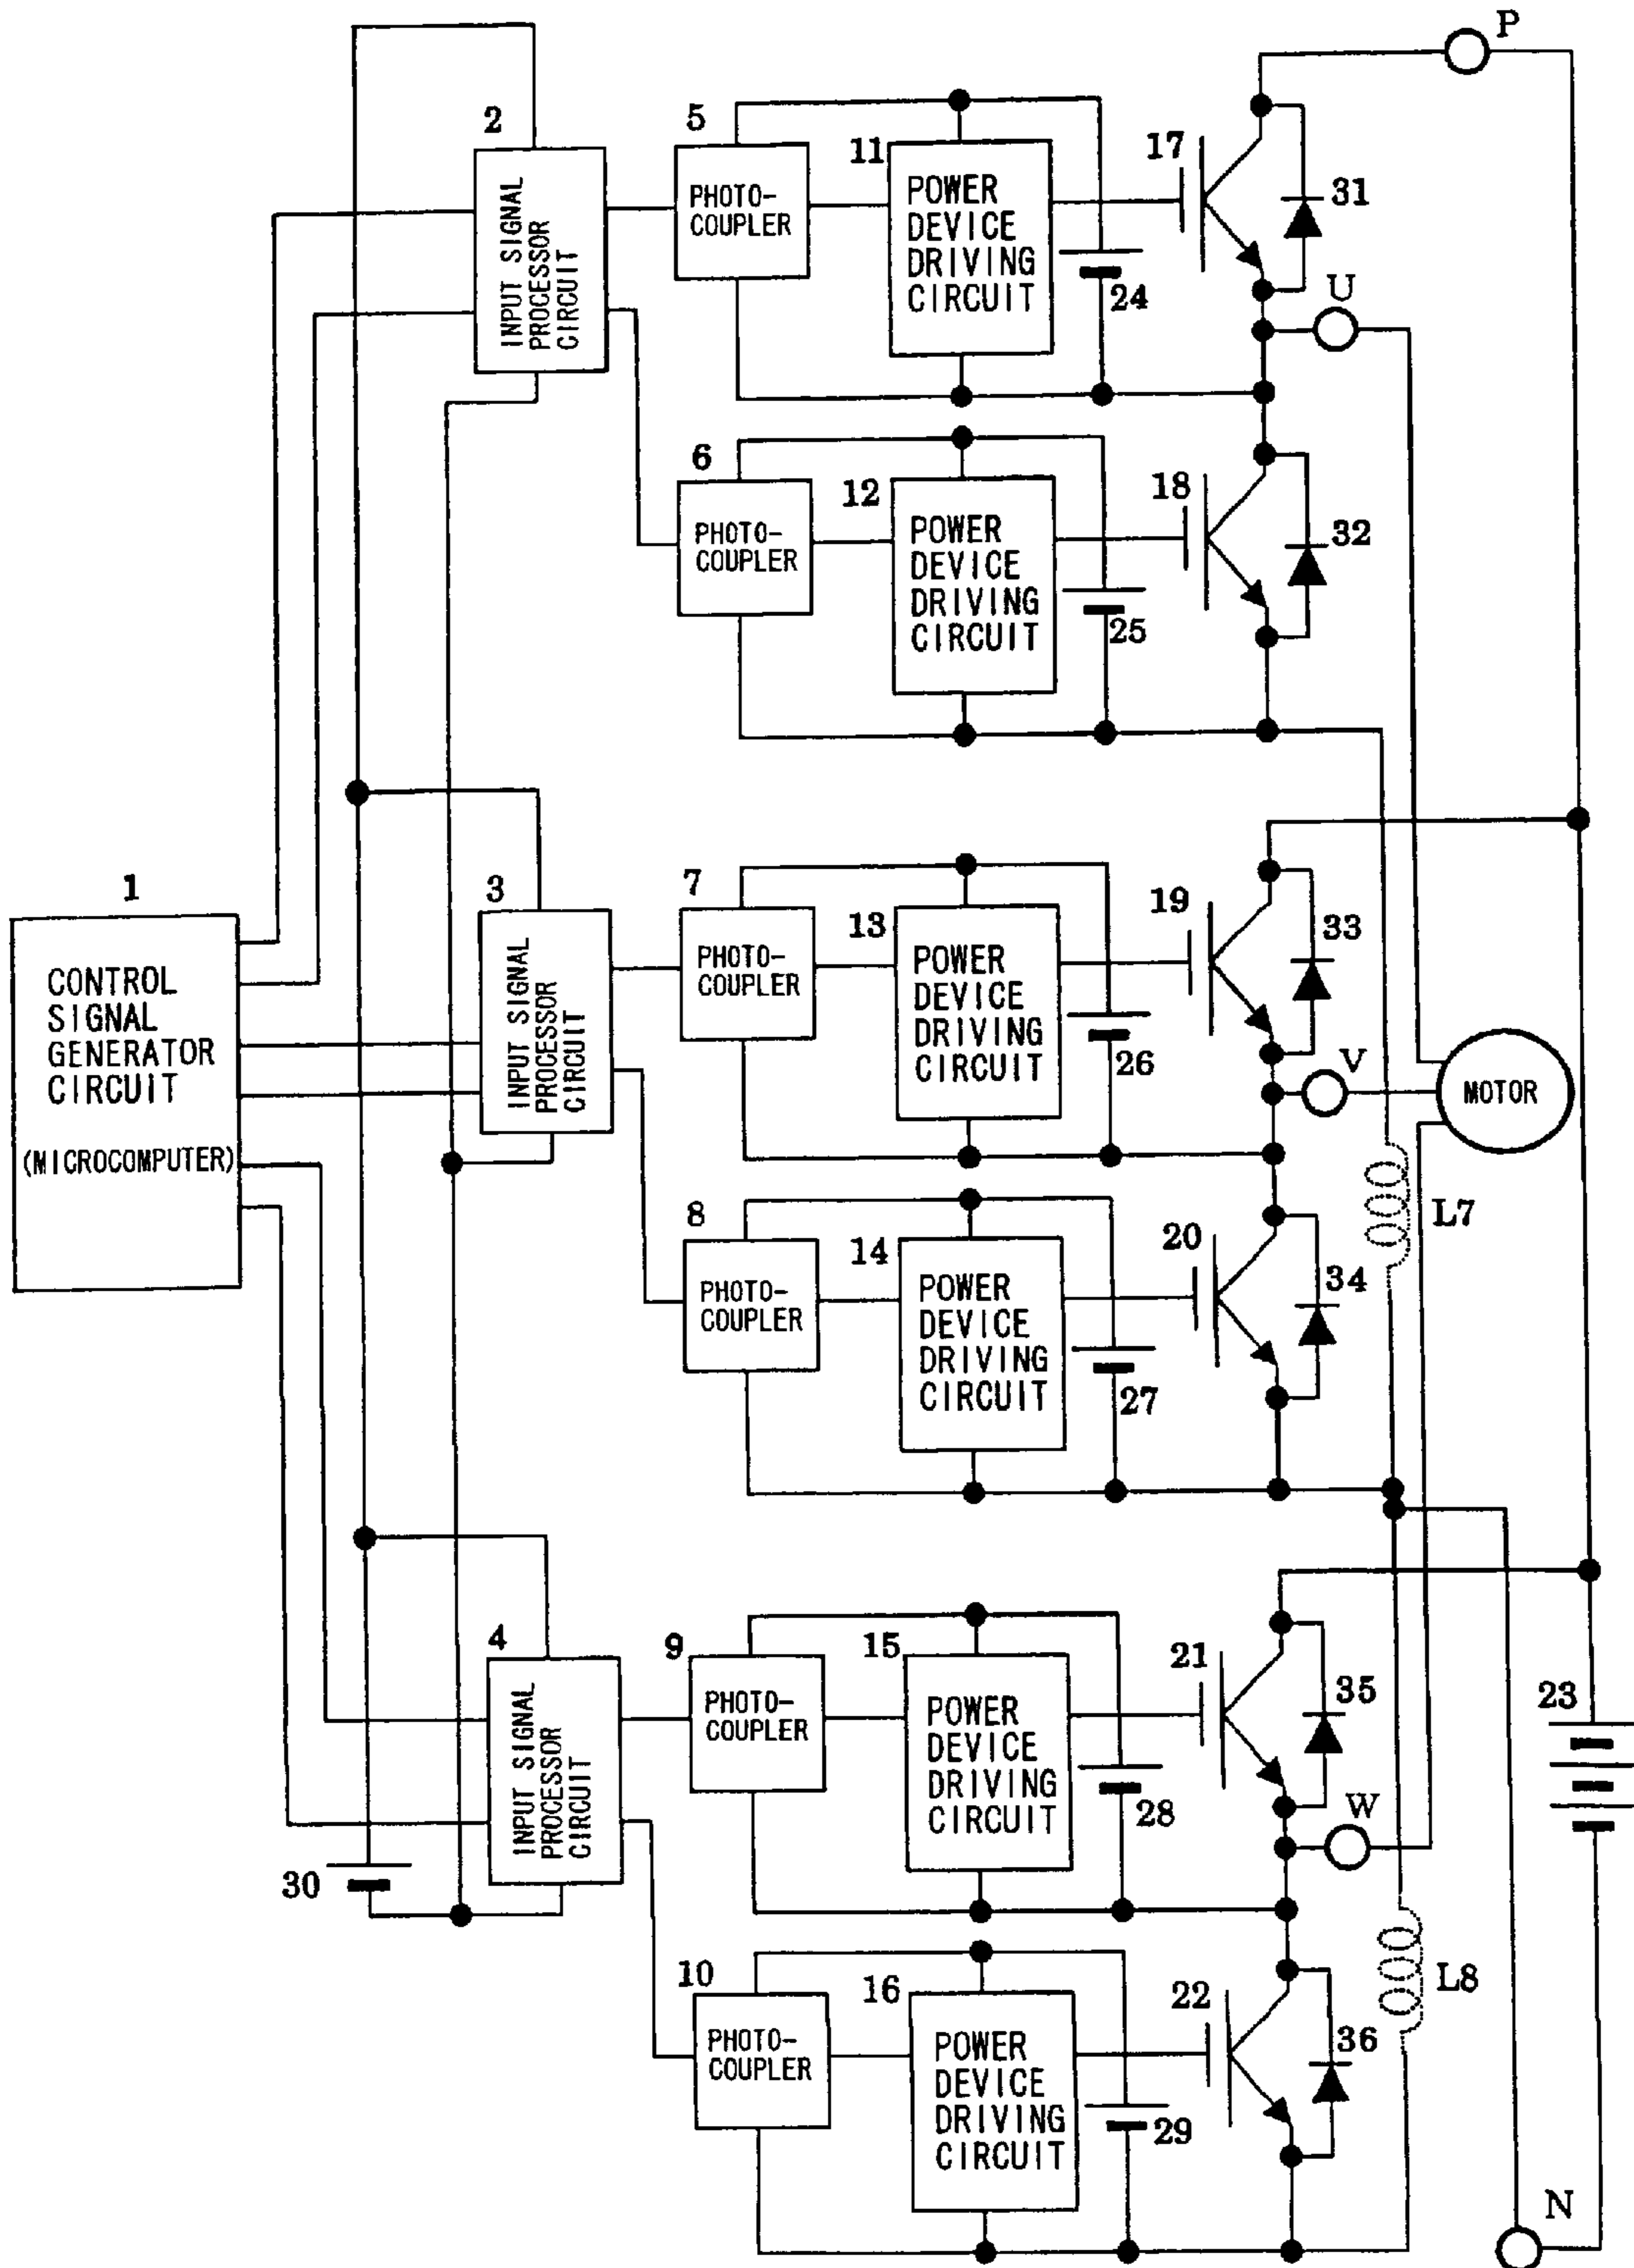 P
2
INPUT SIGNAL
PROCESSOR
CIRCUIT
5
PHOTO-
COUPLER
11
POWER
DEVICE
DRIVING
CIRCUIT
24
17
31
U
6
PHOTO-
COUPLER
12
POWER
DEVICE
DRIVING
CIRCUIT
25
18
32
1
CONTROL
SIGNAL
GENERATOR
CIRCUIT
(MICROCOMPUTER)
3
INPUT SIGNAL
PROCESSOR
CIRCUIT
7
PHOTO-
COUPLER
13
POWER
DEVICE
DRIVING
CIRCUIT
26
19
33
V
MOTOR
L7
8
PHOTO-
COUPLER
14
POWER
DEVICE
DRIVING
CIRCUIT
27
20
34
4
INPUT SIGNAL
PROCESSOR
CIRCUIT
30
9
PHOTO-
COUPLER
15
POWER
DEVICE
DRIVING
CIRCUIT
28
21
35
W
23
10
PHOTO-
COUPLER
16
POWER
DEVICE
DRIVING
CIRCUIT
29
22
36
L8
N